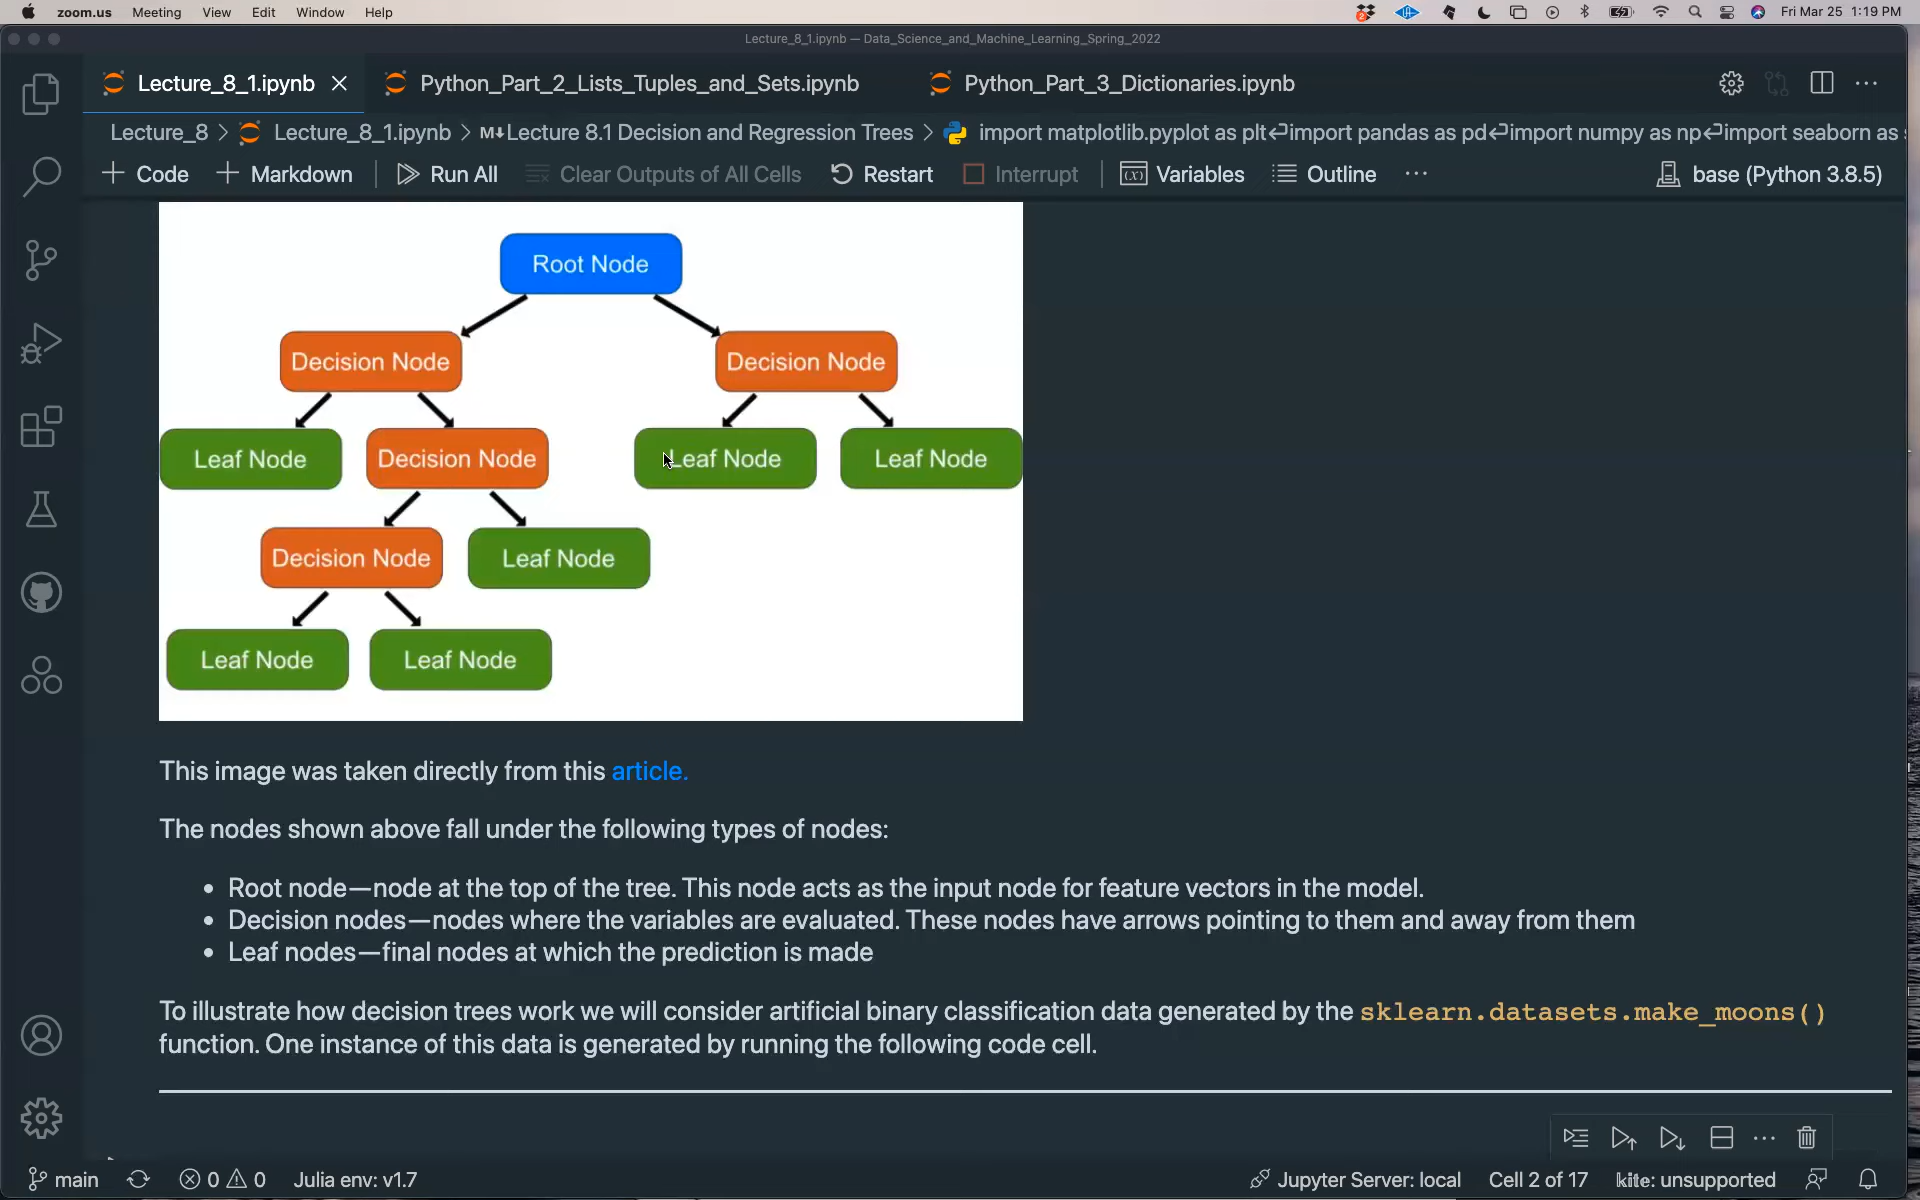 zoom.us Meeting View Edit Window Help
2
Fri Mar 25 1:19 PM
Lecture_8_1.ipynb — Data_Science_and_Machine_Learning_Spring_2022
Lecture_8_1.ipynb Python_Part_2_Lists_Tuples_and_Sets.ipynb Python_Part_3_Dictionaries.ipynb
Lecture_8 > Lecture_8_1.ipynb > M↓Lecture 8.1 Decision and Regression Trees > import matplotlib.pyplot as plt↵import pandas as pd↵import numpy as np↵import seaborn as
+ Code + Markdown Run All Clear Outputs of All Cells Restart Interrupt (x) Variables Outline ··· base (Python 3.8.5)
Root Node
Decision Node Decision Node
Leaf Node Decision Node Leaf Node Leaf Node
Decision Node Leaf Node
Leaf Node Leaf Node
This image was taken directly from this article.
The nodes shown above fall under the following types of nodes:
• Root node—node at the top of the tree. This node acts as the input node for feature vectors in the model.
• Decision nodes—nodes where the variables are evaluated. These nodes have arrows pointing to them and away from them
• Leaf nodes—final nodes at which the prediction is made
To illustrate how decision trees work we will consider artificial binary classification data generated by the sklearn.datasets.make_moons()
function. One instance of this data is generated by running the following code cell.
main 0 0 Julia env: v1.7 Jupyter Server: local Cell 2 of 17 kite: unsupported